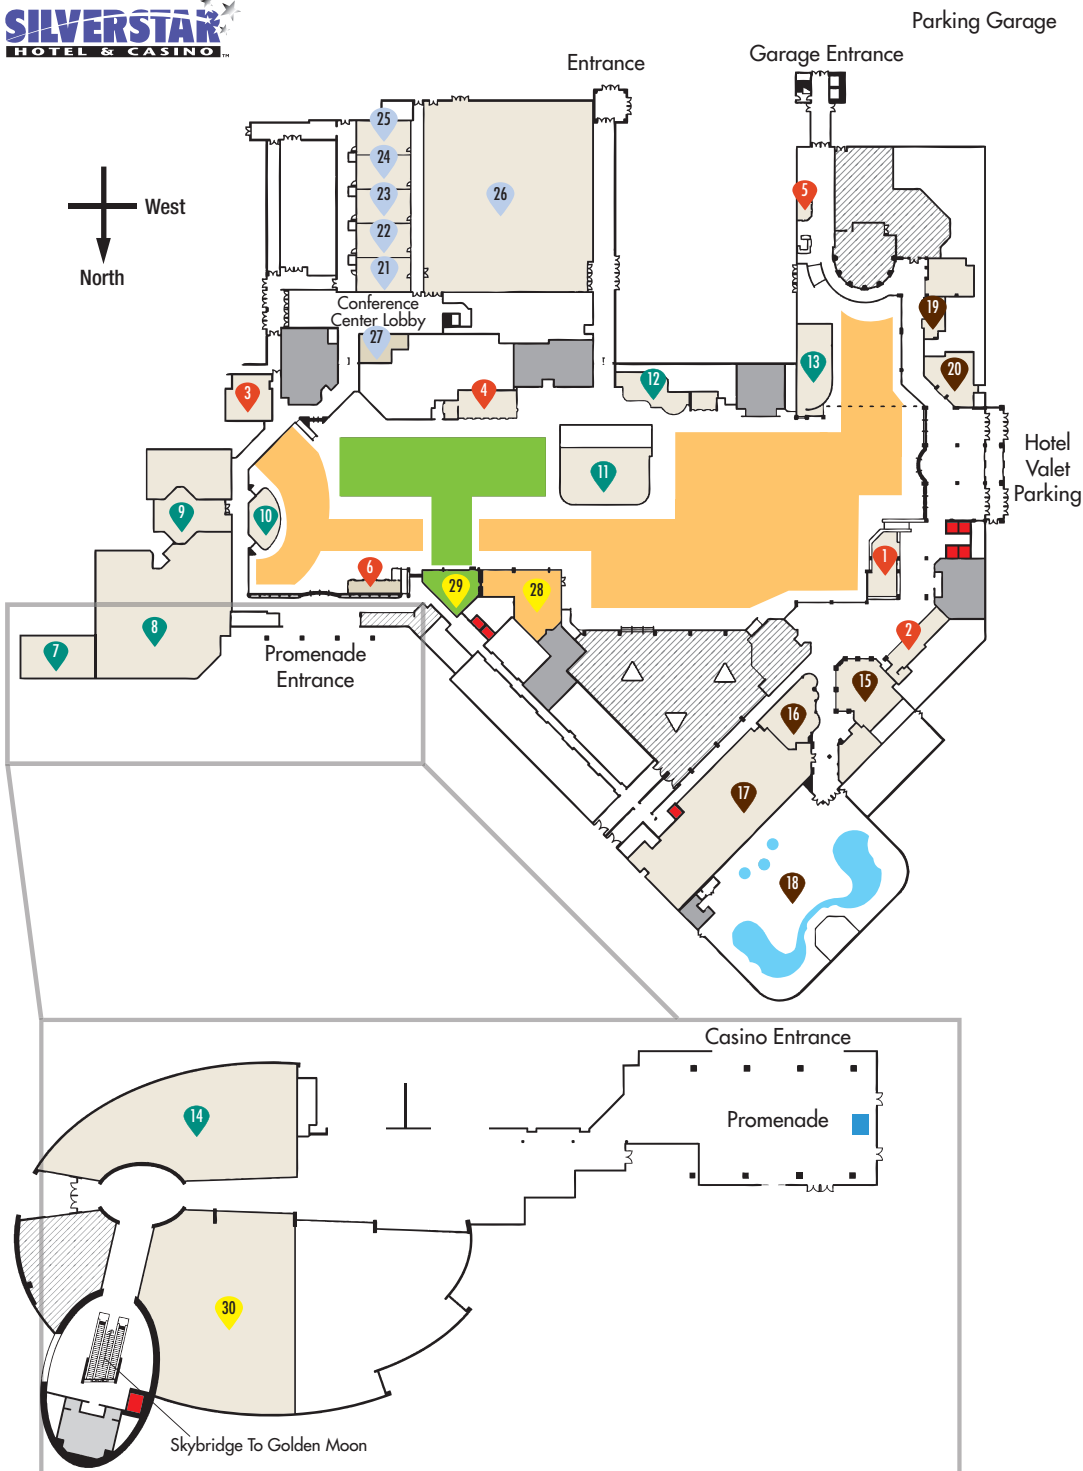 SILVERSTAR
HOTEL & CASINO™
Parking Garage
Garage Entrance
Entrance
West
North
25
24
23
22
21
26
5
Conference
Center Lobby
27
19
20
13
12
3
4
Hotel
Valet
Parking
11
10
9
1
6
29
28
8
7
2
Promenade
Entrance
15
16
17
18
Casino Entrance
Promenade
14
30
Skybridge To Golden Moon